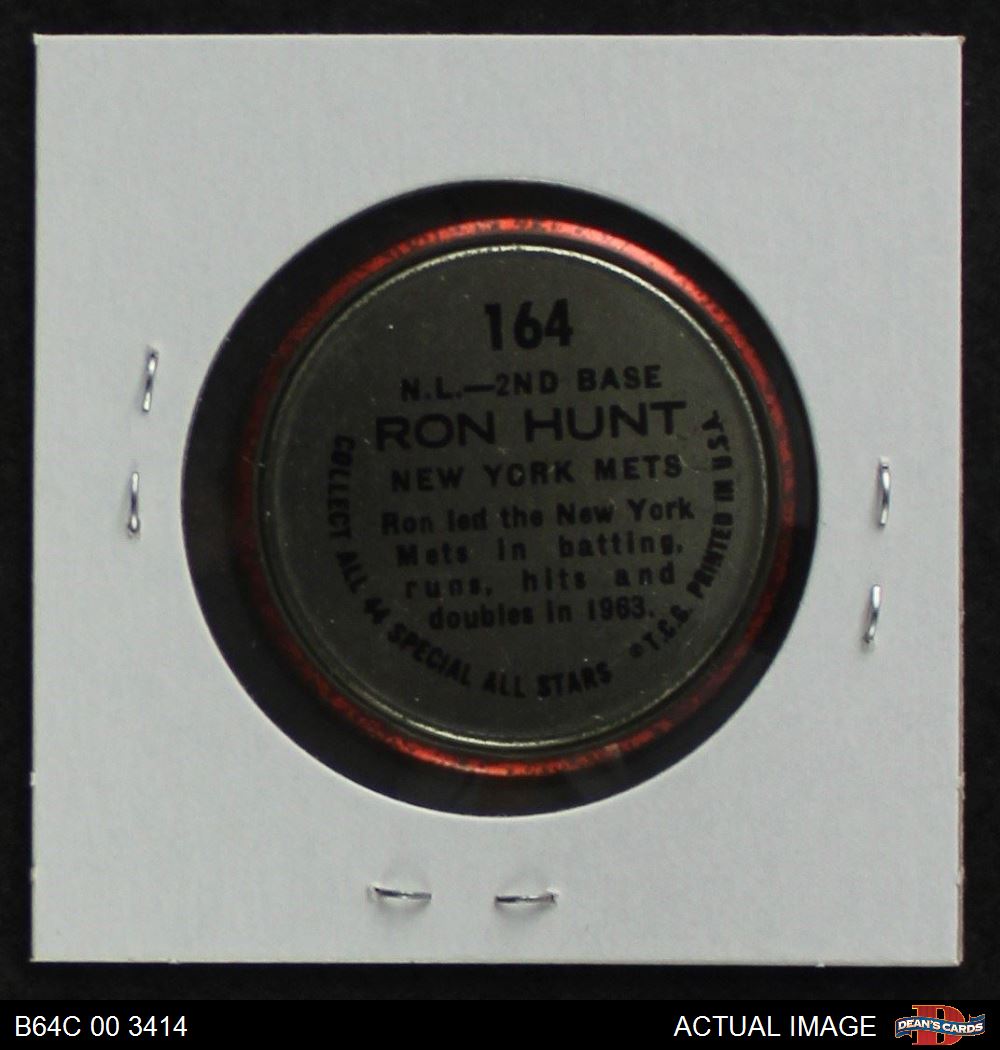 164
N.L.—2ND BASE
RON HUNT
NEW YORK METS
Ron led the New York
Mets in batting,
runs, hits and
doubles in 1963.
COLLECT ALL 44 SPECIAL ALL STARS ©T.C.G. PRINTED IN U.S.A.
B64C 00 3414
ACTUAL IMAGE
D
DEAN'S CARDS